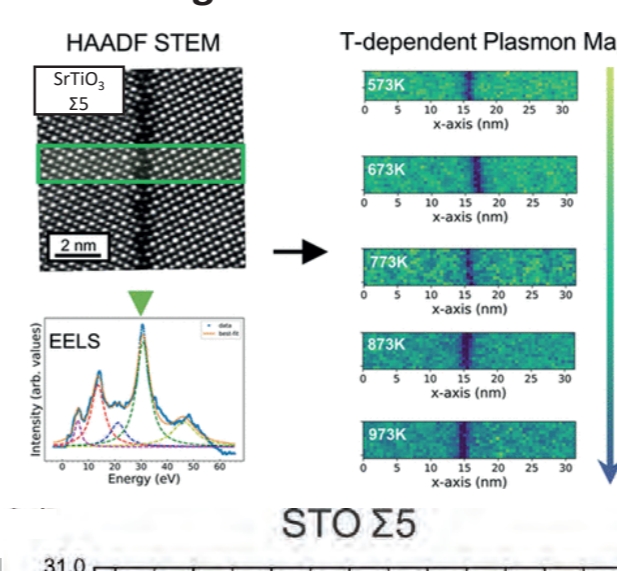 HAADF STEM
SrTiO3
Σ5
2 nm
EELS
data
best-fit
Intensity (arb. values)
0 10 20 30 40 50 60
Energy (eV)
T-dependent Plasmon Ma
573K
0 5 10 15 20 25 30
x-axis (nm)
673K
0 5 10 15 20 25 30
x-axis (nm)
773K
0 5 10 15 20 25 30
x-axis (nm)
873K
0 5 10 15 20 25 30
x-axis (nm)
973K
0 5 10 15 20 25 30
x-axis (nm)
STO Σ5
31.0